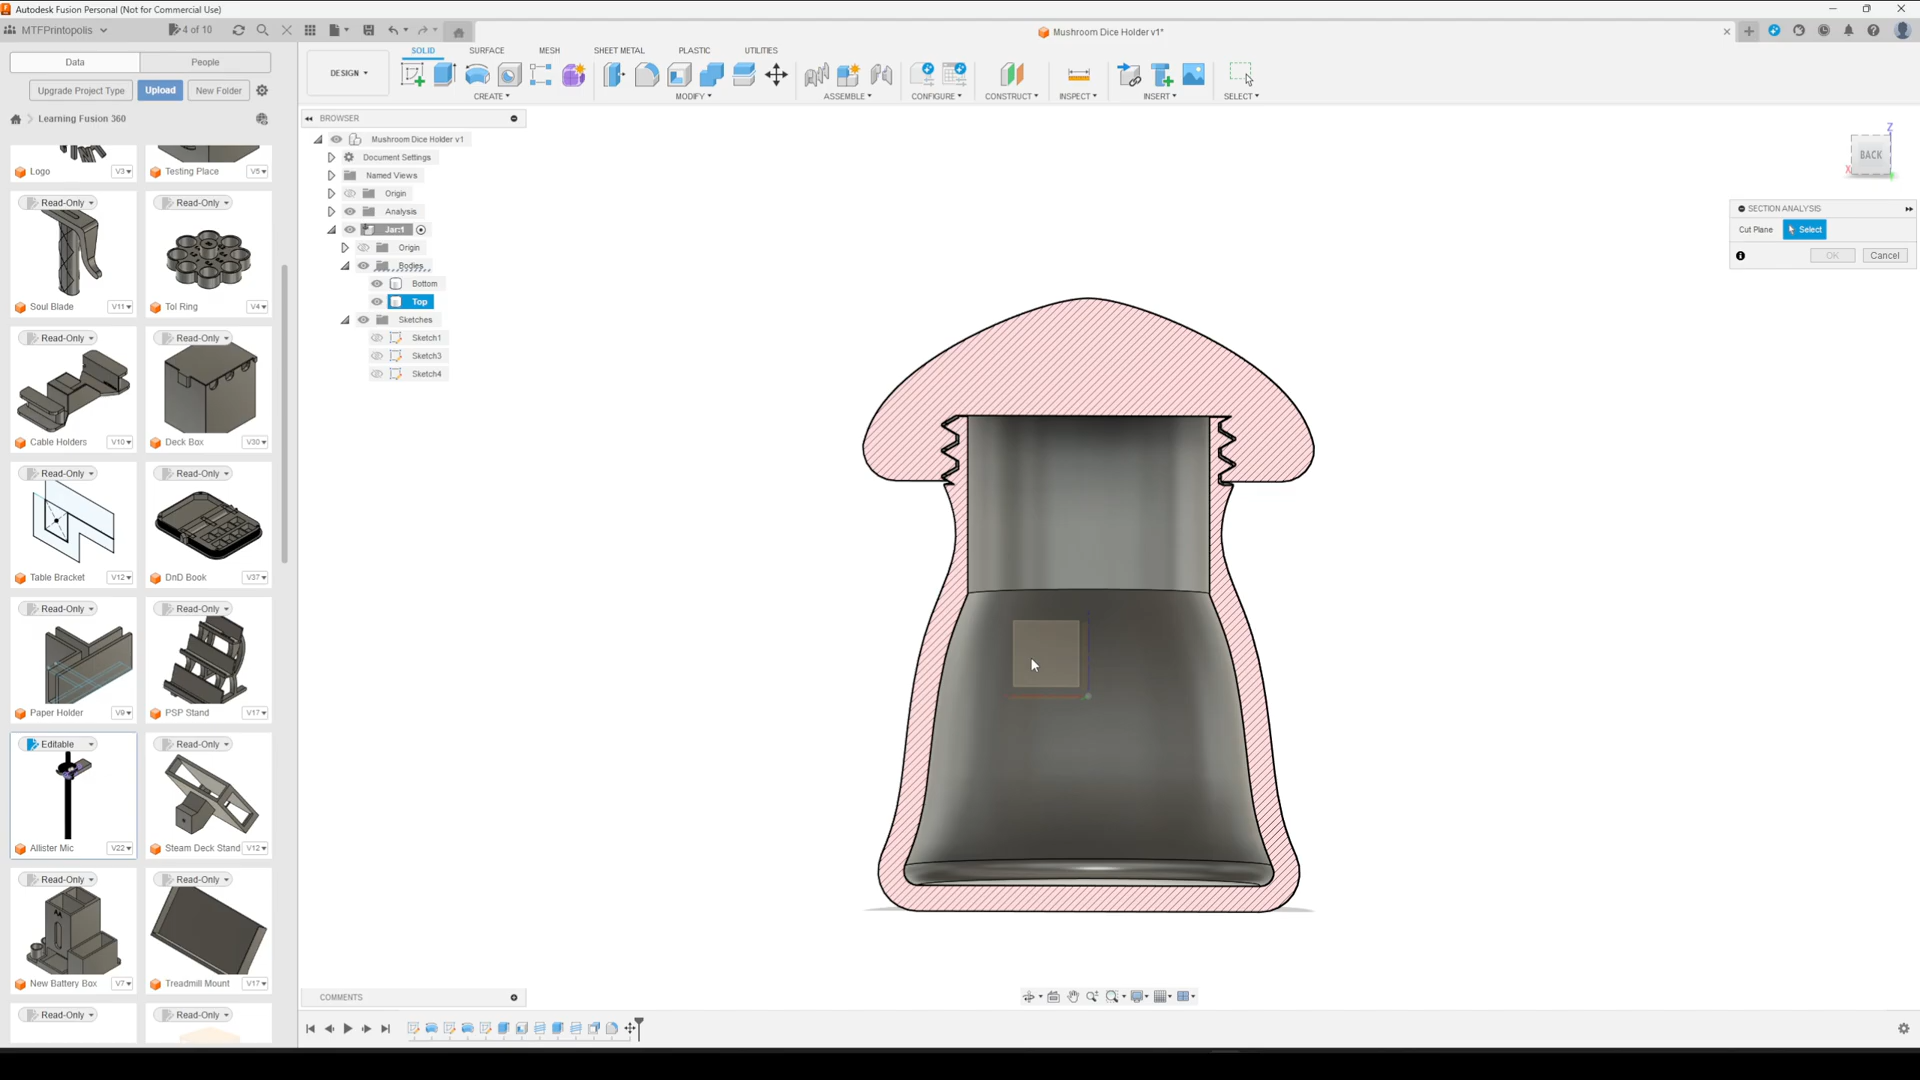 Autodesk Fusion Personal (Not for Commercial Use)
MTFPrintopolis
4 of 10
Mushroom Dice Holder v1*
Data
People
Upgrade Project Type
Upload
New Folder
Learning Fusion 360
Logo
V3
Testing Place
V5
Read-Only
Read-Only
Soul Blade
V11
Tol Ring
V4
Read-Only
Read-Only
Cable Holders
V10
Deck Box
V30
Read-Only
Read-Only
Table Bracket
V12
DnD Book
V37
Read-Only
Read-Only
Paper Holder
V9
PSP Stand
V17
Editable
Read-Only
Allister Mic
V22
Steam Deck Stand
V12
Read-Only
Read-Only
New Battery Box
V7
Treadmill Mount
V17
Read-Only
Read-Only
DESIGN
SOLID
SURFACE
MESH
SHEET METAL
PLASTIC
UTILITIES
CREATE
MODIFY
ASSEMBLE
CONFIGURE
CONSTRUCT
INSPECT
INSERT
SELECT
BROWSER
Mushroom Dice Holder v1
Document Settings
Named Views
Origin
Analysis
Jar:1
Origin
Bodies
Bottom
Top
Sketches
Sketch1
Sketch3
Sketch4
Z
BACK
X
SECTION ANALYSIS
Cut Plane
Select
OK
Cancel
COMMENTS